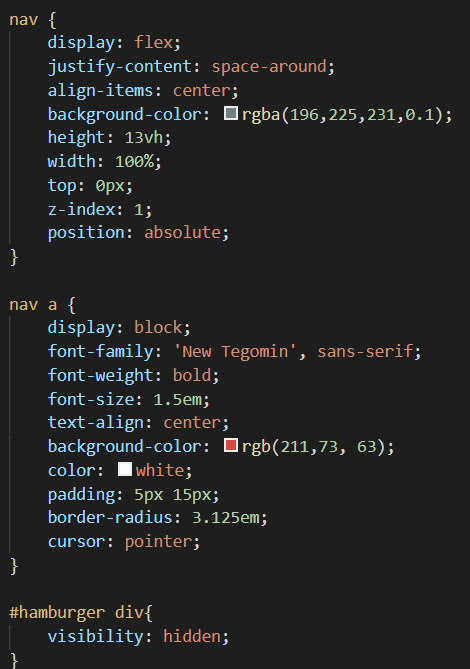 nav {
    display: flex;
    justify-content: space-around;
    align-items: center;
    background-color: rgba(196,225,231,0.1);
    height: 13vh;
    width: 100%;
    top: 0px;
    z-index: 1;
    position: absolute;
}

nav a {
    display: block;
    font-family: 'New Tegomin', sans-serif;
    font-weight: bold;
    font-size: 1.5em;
    text-align: center;
    background-color: rgb(211,73, 63);
    color: white;
    padding: 5px 15px;
    border-radius: 3.125em;
    cursor: pointer;
}

#hamburger div{
    visibility: hidden;
}